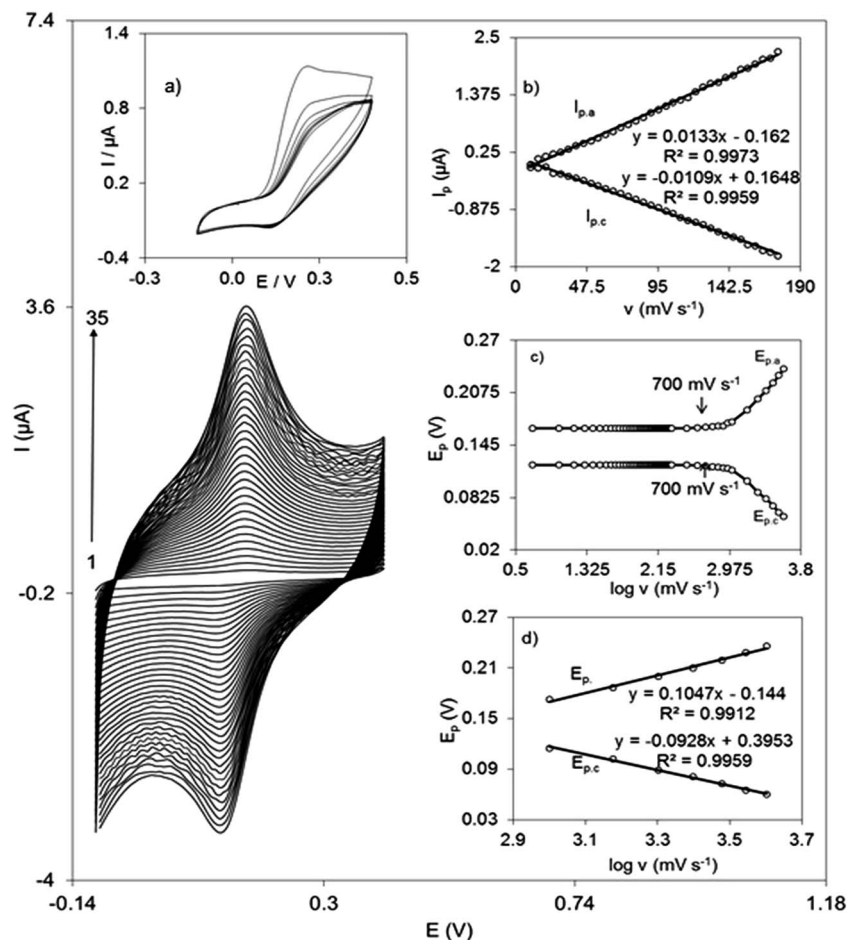 7.4
3.6
-0.2
-4
I (µA)
-0.14
0.3
0.74
1.18
E (V)
35
1
a)
1.4
0.8
0.2
-0.4
I / µA
-0.3
0.0
0.3
0.5
E / V
b)
2.5
1.375
0.25
-0.875
-2
Ip (µA)
Ip.a
y = 0.0133x - 0.162
R² = 0.9973
y = -0.0109x + 0.1648
R² = 0.9959
Ip.c
0
47.5
95
142.5
190
v (mV s-1)
c)
0.27
0.2075
0.145
0.0825
0.02
Ep (V)
Ep.a
700 mV s-1
700 mV s-1
Ep.c
0.5
1.325
2.15
2.975
3.8
log v (mV s-1)
d)
0.27
0.21
0.15
0.09
0.03
Ep (V)
Ep.
y = 0.1047x - 0.144
R² = 0.9912
y = -0.0928x + 0.3953
R² = 0.9959
Ep.c
2.9
3.1
3.3
3.5
3.7
log v (mV s-1)